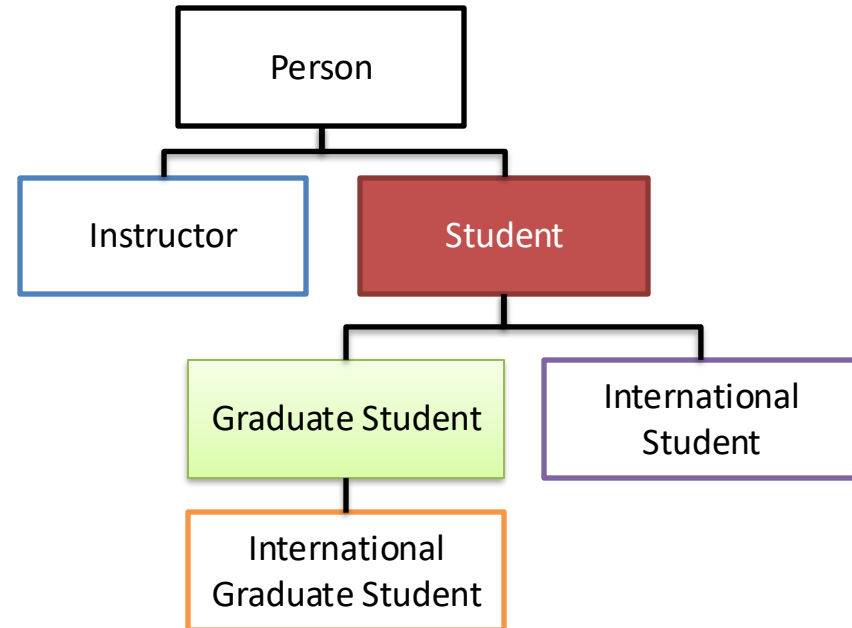 Person
Instructor
Student
Graduate Student
International
Student
International
Graduate Student